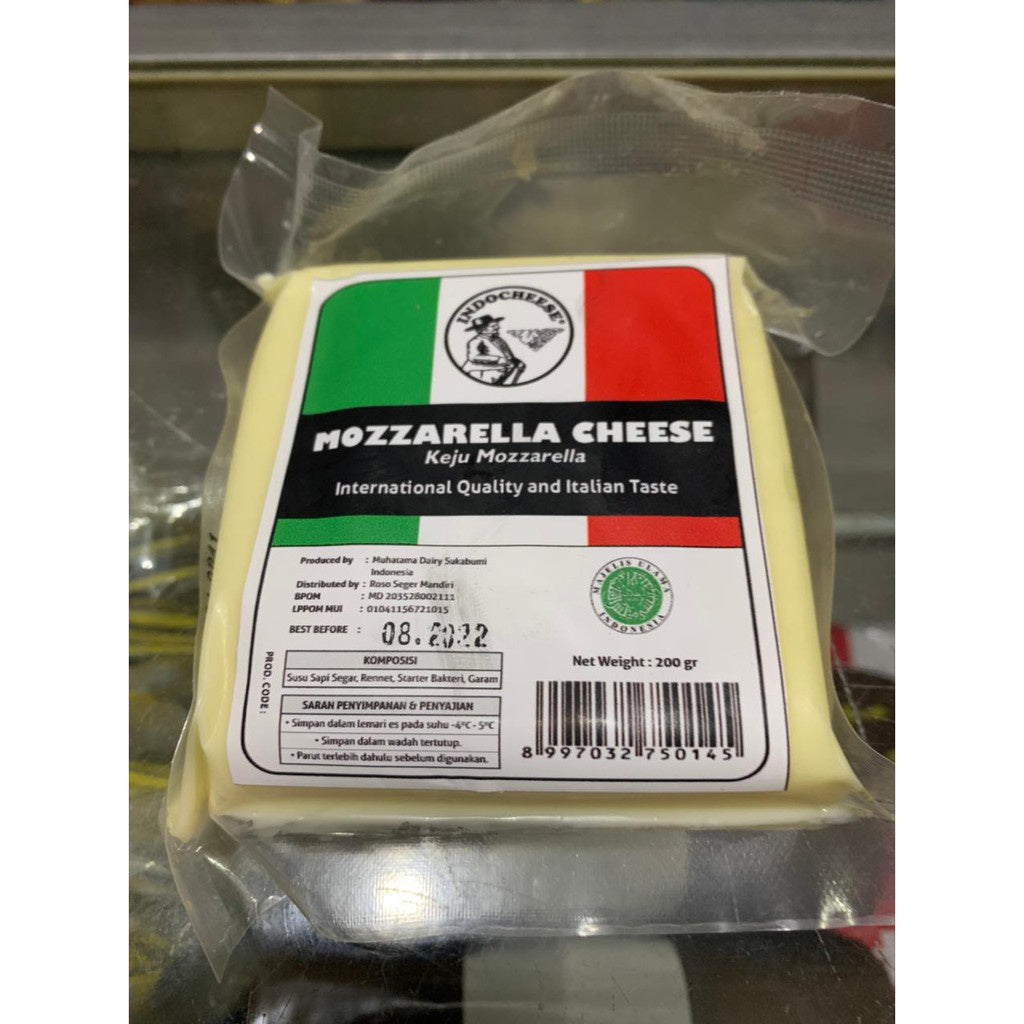 INDOCHEESE®
MOZZARELLA CHEESE
Keju Mozzarella
International Quality and Italian Taste
Produced by : Muhatama Dairy Sukabumi
Indonesia
Distributed by : Roso Seger Mandiri
BPOM : MD 203528002111
LPPOM MUI : 01041156721015
BEST BEFORE : 08.2022
MAJELIS ULAMA
INDONESIA
KOMPOSISI
Susu Sapi Segar, Rennet, Starter Bakteri, Garam
Net Weight : 200 gr
PROD. CODE :
SARAN PENYIMPANAN & PENYAJIAN
• Simpan dalam lemari es pada suhu -4°C - 5°C
• Simpan dalam wadah tertutup.
• Parut terlebih dahulu sebelum digunakan.
8 997032 750145